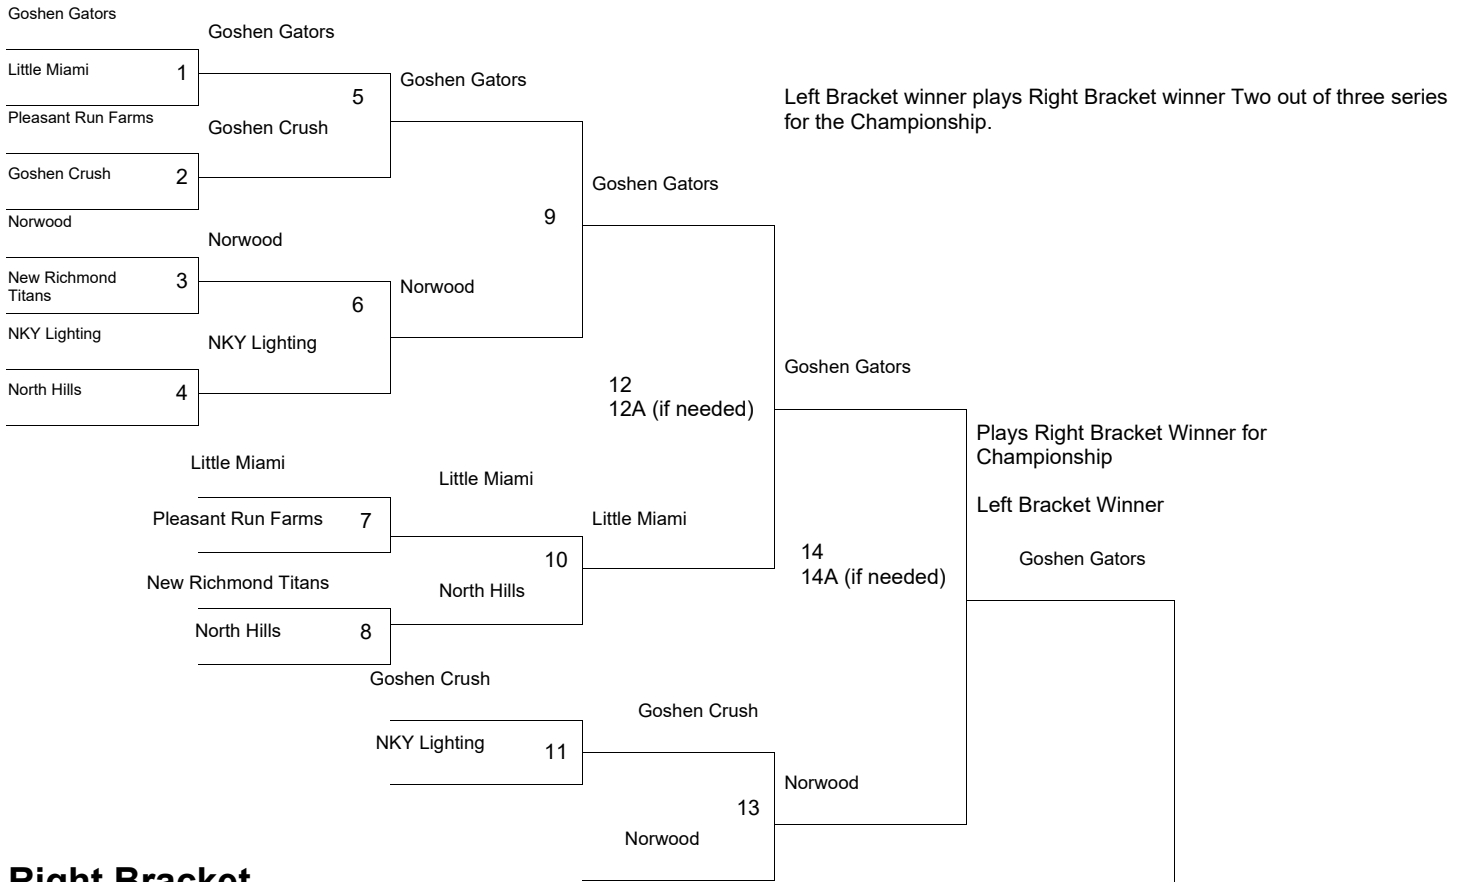 Goshen Gators
Goshen Gators
Little Miami
1
Goshen Gators
5
Left Bracket winner plays Right Bracket winner Two out of three series
for the Championship.
Pleasant Run Farms
Goshen Crush
Goshen Crush
2
Goshen Gators
9
Norwood
Norwood
New Richmond
Titans
3
Norwood
6
NKY Lighting
NKY Lighting
North Hills
4
Goshen Gators
12
12A (if needed)
Plays Right Bracket Winner for
Championship
Little Miami
Little Miami
Left Bracket Winner
Pleasant Run Farms
7
Little Miami
10
14
14A (if needed)
Goshen Gators
New Richmond Titans
North Hills
North Hills
8
Goshen Crush
Goshen Crush
NKY Lighting
11
Norwood
13
Norwood
Right Bracket